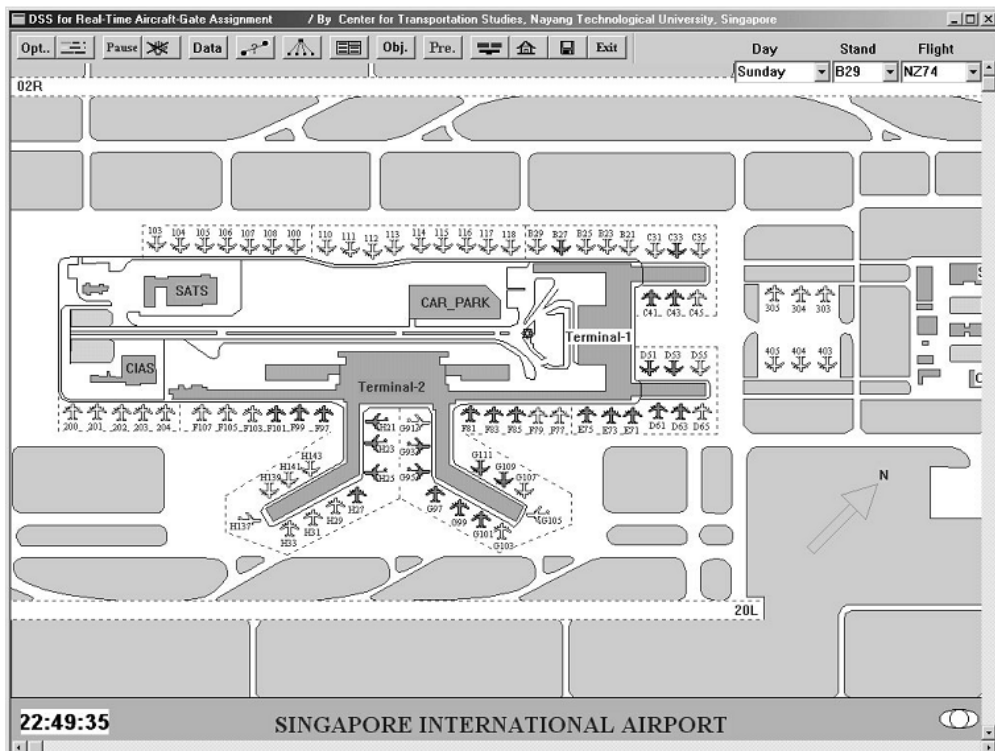 DSS for Real-Time Aircraft-Gate Assignment / By Center for Transportation Studies, Nayang Technological University, Singapore
Opt.. Pause Data Obj. Pre. Exit
Day Stand Flight
Sunday B29 NZ74
02R
103 104 105 106 107 108 100 110 111 112 113 114 115 116 117 118 B29 B27 B25 B23 B21 C31 C33 C35
SATS
CAR_PARK
C41 C43 C45
305 304 303
Terminal-1
CIAS
Terminal-2
D51 D53 D55
405 404 403
200 201 202 203 204 F107 F105 F103 F101 F99 F97
H21 G91
F81 F83 F85 F79 F77 E75 E73 E71 D61 D63 D65
H23 G93
H25 G95
H143
H141
H139
G111 G109 G107
N
H137 H33 H31 H29 H27
G97 G99 G101 G103 G105
20L
22:49:35
SINGAPORE INTERNATIONAL AIRPORT